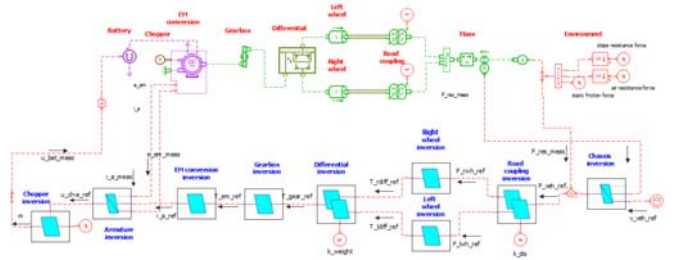 EM
conversion
Left
wheel
Battery
Chopper
Gearbox
Differential
Mass
Environment
slope resistance force
Road
coupling
Right
wheel
air resistance force
static friction force
e_em
F_res_meas
i_a
u_bat_meas
i_a_meas
e_em_meas
F_res_meas
Right
wheel
inversion
Chassis
inversion
Chopper
inversion
u_chva_ref
EM conversion
inversion
Gearbox
inversion
Differential
inversion
Road
coupling
inversion
T_rdiff_ref
F_rwh_ref
F_veh_ref
T_em_ref
T_gear_ref
Left
wheel
inversion
m
i_a_ref
v_veh_ref
Armature
inversion
T_ldiff_ref
F_lwh_ref
k_weight
k_dis